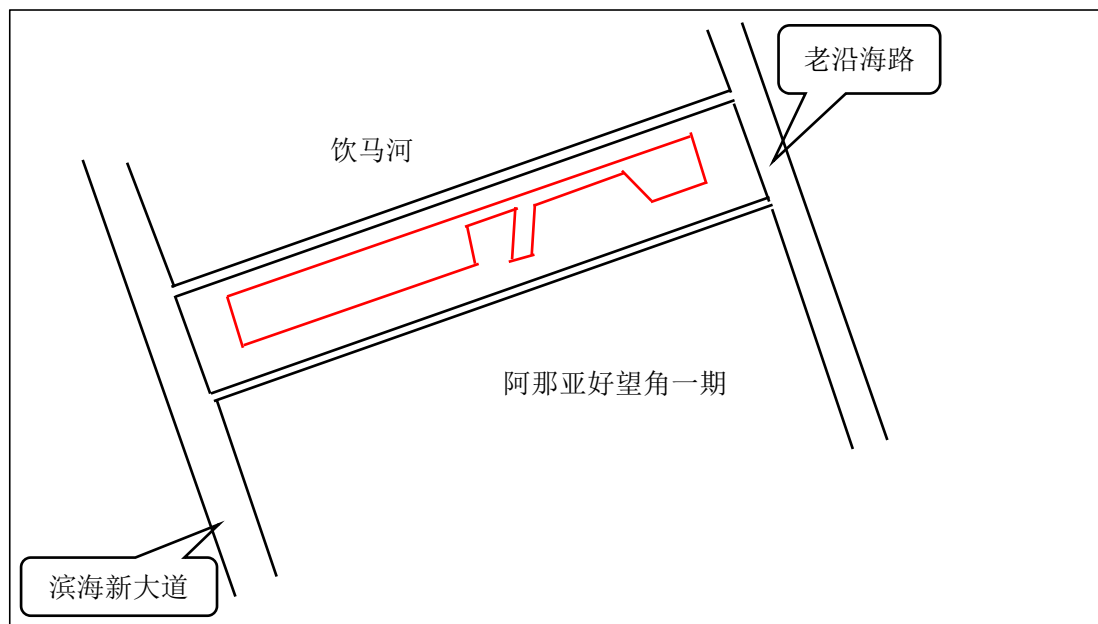 老沿海路
饮马河
阿那亚好望角一期
滨海新大道